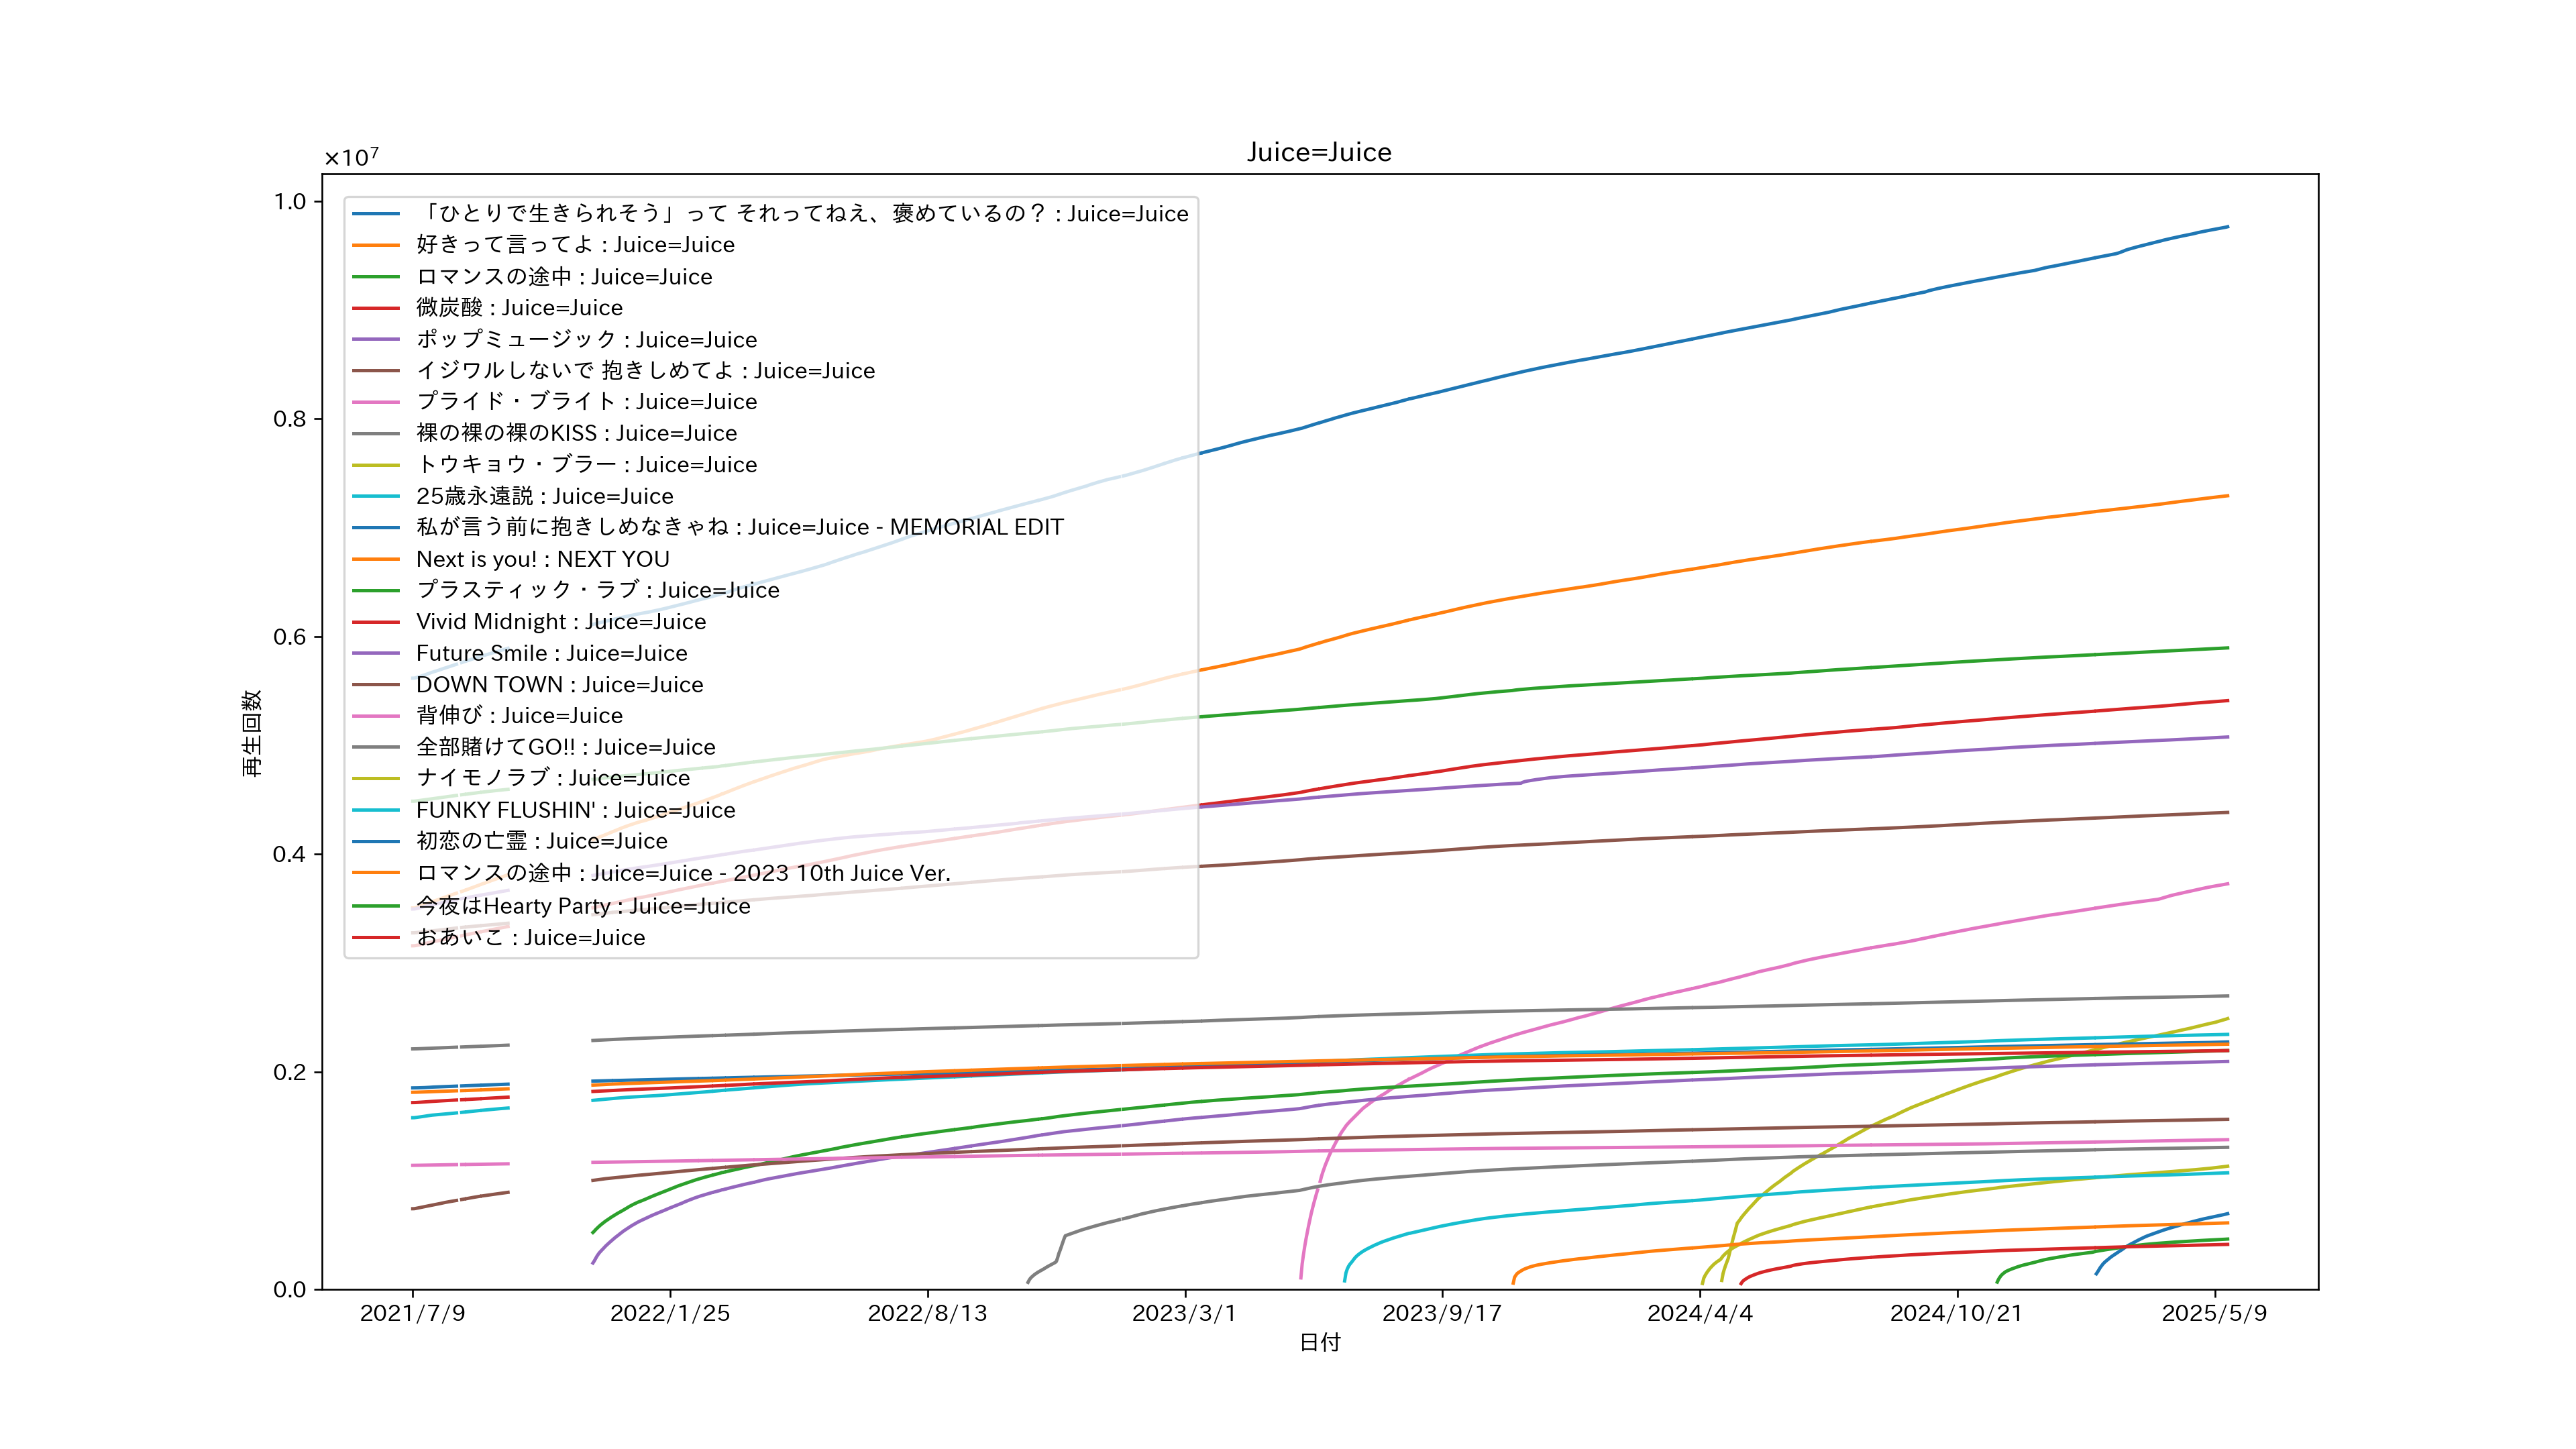 Juice=Juice
×10⁷
1.0
0.8
0.6
0.4
0.2
0.0
再生回数
「ひとりで生きられそう」って それってねえ、褒めているの？ : Juice=Juice
好きって言ってよ : Juice=Juice
ロマンスの途中 : Juice=Juice
微炭酸 : Juice=Juice
ポップミュージック : Juice=Juice
イジワルしないで 抱きしめてよ : Juice=Juice
プライド・ブライト : Juice=Juice
裸の裸の裸のKISS : Juice=Juice
トウキョウ・ブラー : Juice=Juice
25歳永遠説 : Juice=Juice
私が言う前に抱きしめなきゃね : Juice=Juice - MEMORIAL EDIT
Next is you! : NEXT YOU
プラスティック・ラブ : Juice=Juice
Vivid Midnight : Juice=Juice
Future Smile : Juice=Juice
DOWN TOWN : Juice=Juice
背伸び : Juice=Juice
全部賭けてGO!! : Juice=Juice
ナイモノラブ : Juice=Juice
FUNKY FLUSHIN' : Juice=Juice
初恋の亡霊 : Juice=Juice
ロマンスの途中 : Juice=Juice - 2023 10th Juice Ver.
今夜はHearty Party : Juice=Juice
おあいこ : Juice=Juice
2021/7/9 2022/1/25 2022/8/13 2023/3/1 2023/9/17 2024/4/4 2024/10/21 2025/5/9
日付